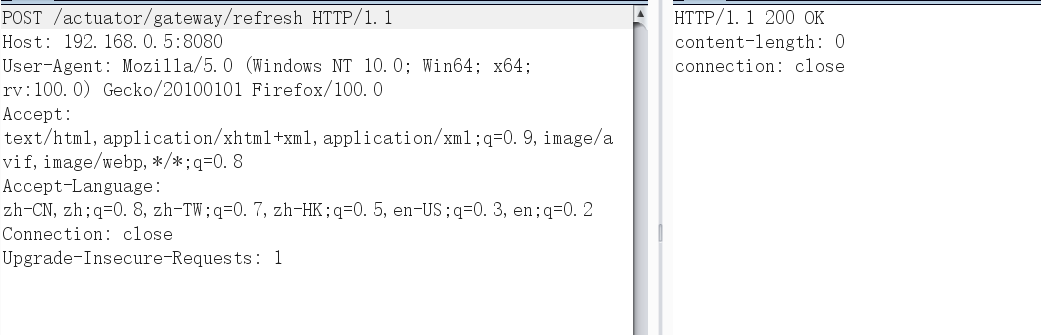 POST /actuator/gateway/refresh HTTP/1.1
Host: 192.168.0.5:8080
User-Agent: Mozilla/5.0 (Windows NT 10.0; Win64; x64;
rv:100.0) Gecko/20100101 Firefox/100.0
Accept:
text/html,application/xhtml+xml,application/xml;q=0.9,image/a
vif,image/webp,*/*;q=0.8
Accept-Language:
zh-CN,zh;q=0.8,zh-TW;q=0.7,zh-HK;q=0.5,en-US;q=0.3,en;q=0.2
Connection: close
Upgrade-Insecure-Requests: 1
HTTP/1.1 200 OK
content-length: 0
connection: close